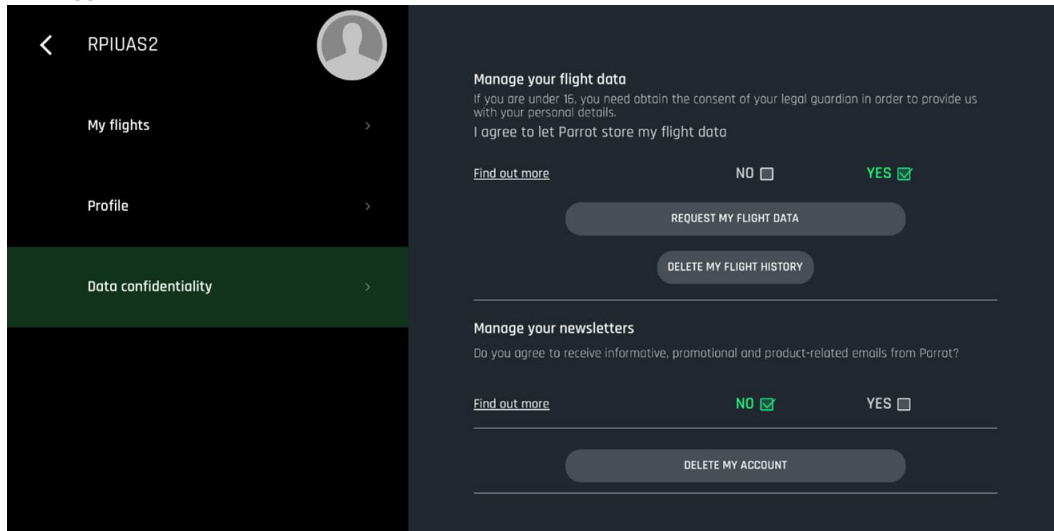 RPIUAS2
My flights
Profile
Data confidentiality
Manage your flight data
If you are under 16, you need obtain the consent of your legal guardian in order to provide us
with your personal details.
I agree to let Parrot store my flight data
Find out more NO YES
REQUEST MY FLIGHT DATA
DELETE MY FLIGHT HISTORY
Manage your newsletters
Do you agree to receive informative, promotional and product-related emails from Parrot?
Find out more NO YES
DELETE MY ACCOUNT